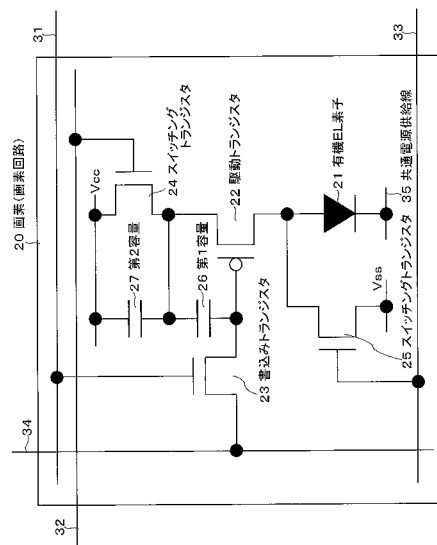 20 画素(画素回路)
31
32
33
34
Vcc
27 第2容量
26 第1容量
24 スイッチング
トランジスタ
22 駆動トランジスタ
23 書込みトランジスタ
21 有機EL素子
Vss
25 スイッチングトランジスタ
35 共通電源供給線